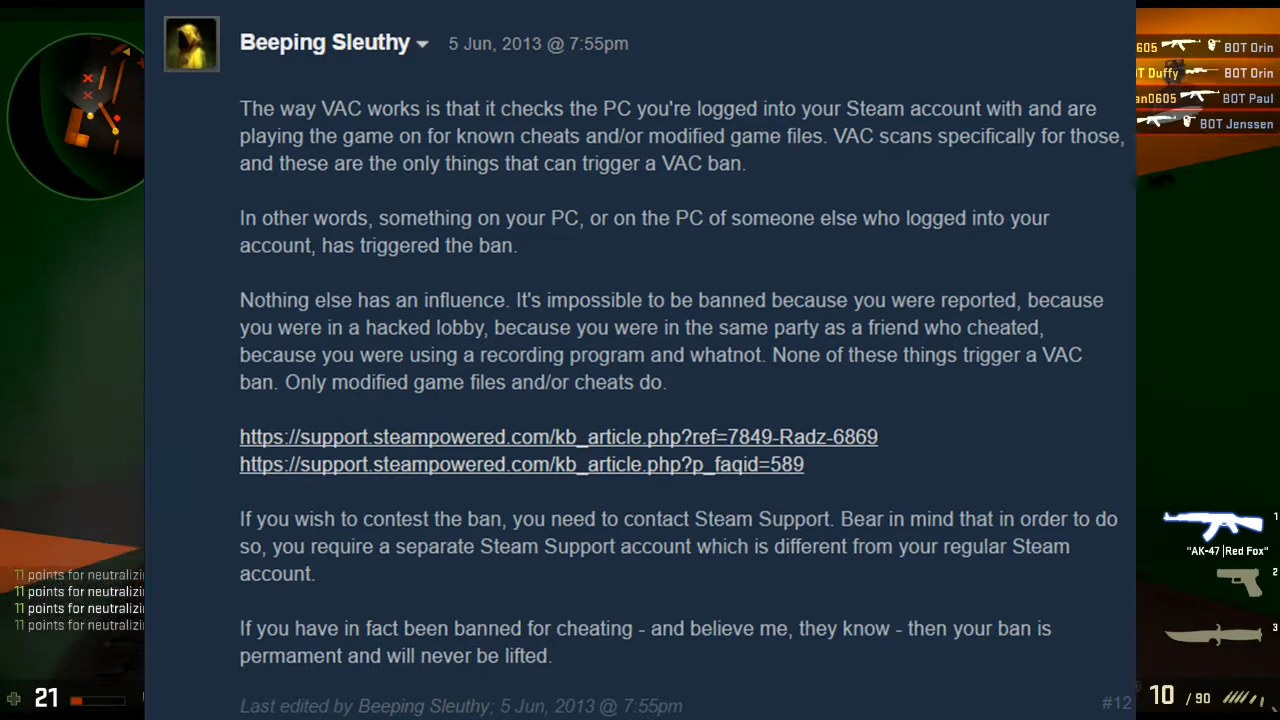 Beeping Sleuthy 5 Jun, 2013 @ 7:55pm
The way VAC works is that it checks the PC you're logged into your Steam account with and are
playing the game on for known cheats and/or modified game files. VAC scans specifically for those,
and these are the only things that can trigger a VAC ban.
In other words, something on your PC, or on the PC of someone else who logged into your
account, has triggered the ban.
Nothing else has an influence. It's impossible to be banned because you were reported, because
you were in a hacked lobby, because you were in the same party as a friend who cheated,
because you were using a recording program and whatnot. None of these things trigger a VAC
ban. Only modified game files and/or cheats do.
https://support.steampowered.com/kb_article.php?ref=7849-Radz-6869
https://support.steampowered.com/kb_article.php?p_faqid=589
If you wish to contest the ban, you need to contact Steam Support. Bear in mind that in order to do
so, you require a separate Steam Support account which is different from your regular Steam
account.
If you have in fact been banned for cheating - and believe me, they know - then your ban is
permament and will never be lifted.
Last edited by Beeping Sleuthy; 5 Jun, 2013 @ 7:55pm
#12
605 BOT Orin
T Duffy BOT Orin
an0605 BOT Paul
BOT Jenssen
1
"AK-47 |Red Fox"
2
3
11 points for neutralizi
11 points for neutralizi
11 points for neutralizi
11 points for neutralizi
21
10 / 90